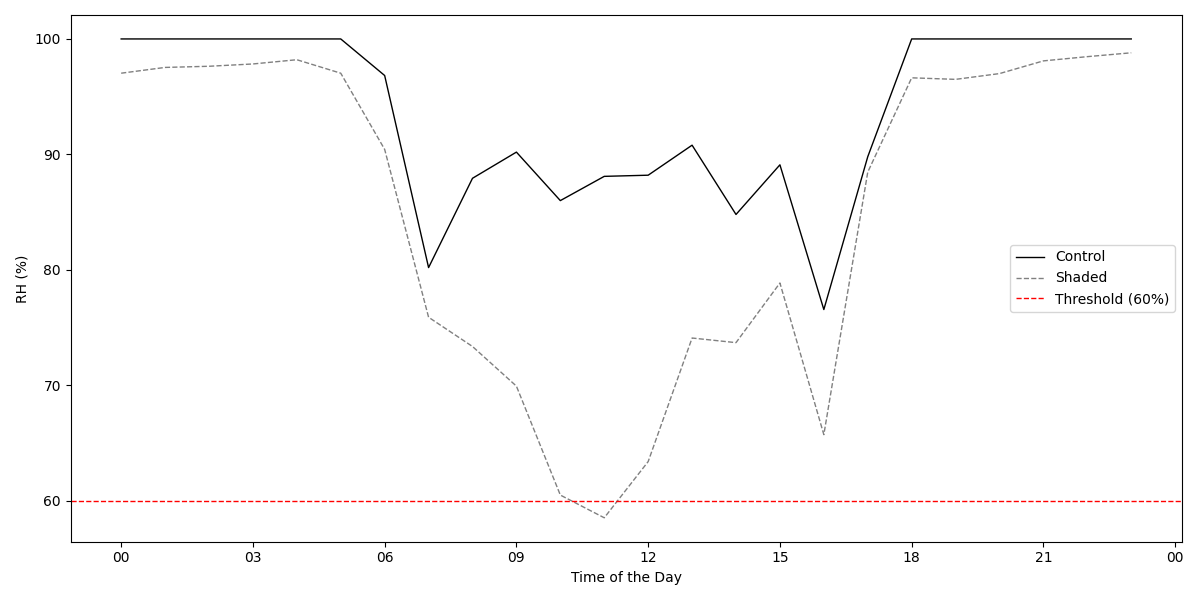 100
90
80
70
60
RH (%)
Control
Shaded
Threshold (60%)
00 03 06 09 12 15 18 21 00
Time of the Day